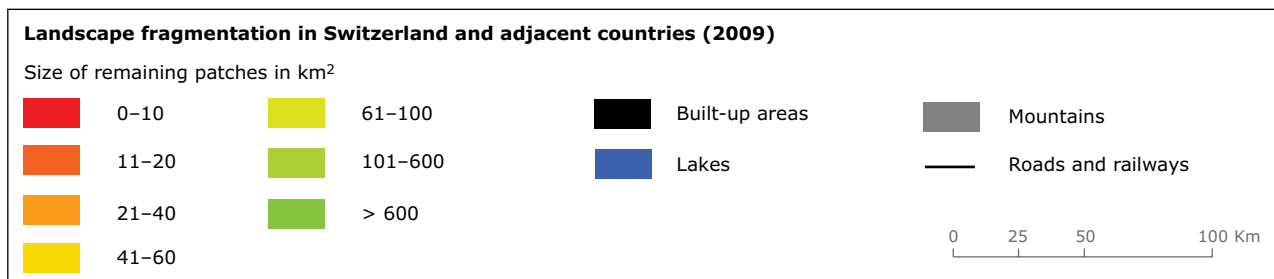 Landscape fragmentation in Switzerland and adjacent countries (2009)
Size of remaining patches in km²
0–10
61–100
Built-up areas
Mountains
11–20
101–600
Lakes
Roads and railways
21–40
> 600
41–60
0 25 50 100 Km